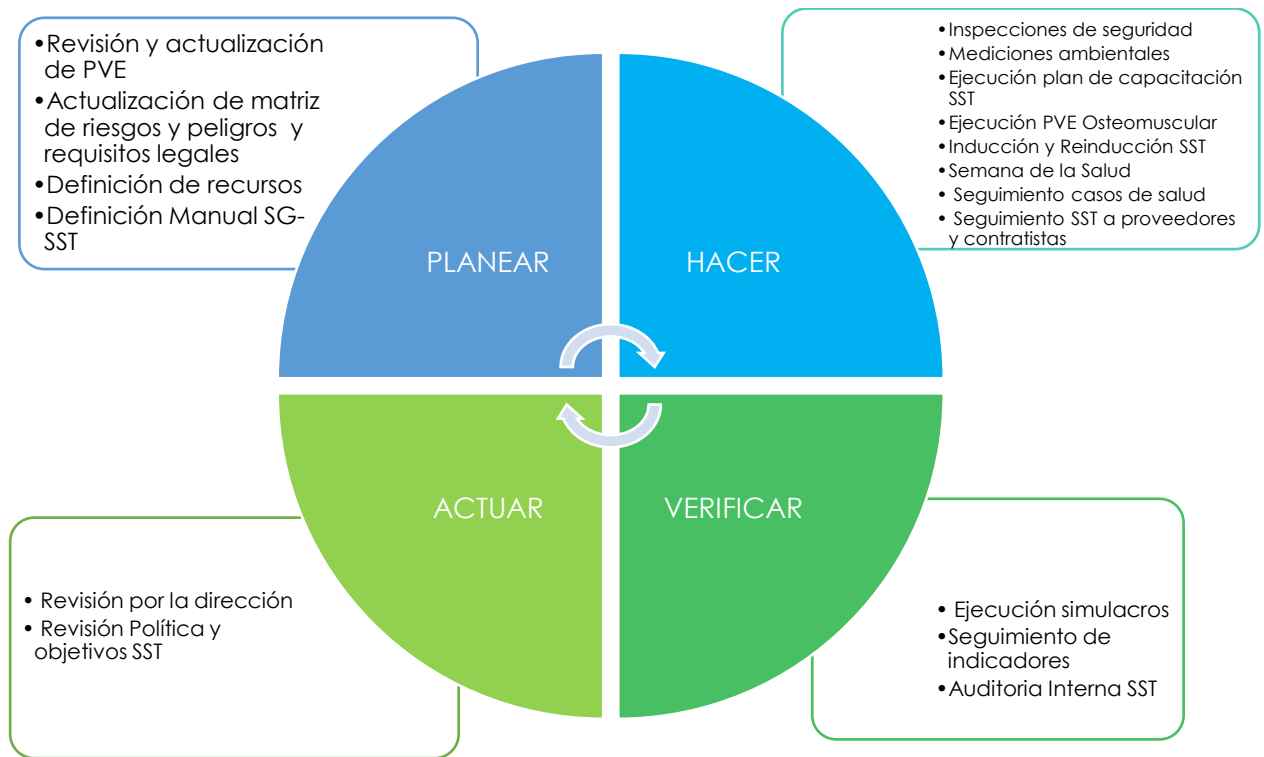 •Revisión y actualización
de PVE
•Actualización de matriz
de riesgos y peligros y
requisitos legales
•Definición de recursos
•Definición Manual SG-
SST
•Inspecciones de seguridad
•Mediciones ambientales
•Ejecución plan de capacitación
SST
•Ejecución PVE Osteomuscular
•Inducción y Reinducción SST
•Semana de la Salud
• Seguimiento casos de salud
• Seguimiento SST a proveedores
y contratistas
PLANEAR
HACER
ACTUAR
VERIFICAR
• Revisión por la dirección
• Revisión Política y
objetivos SST
• Ejecución simulacros
•Seguimiento de
indicadores
•Auditoria Interna SST